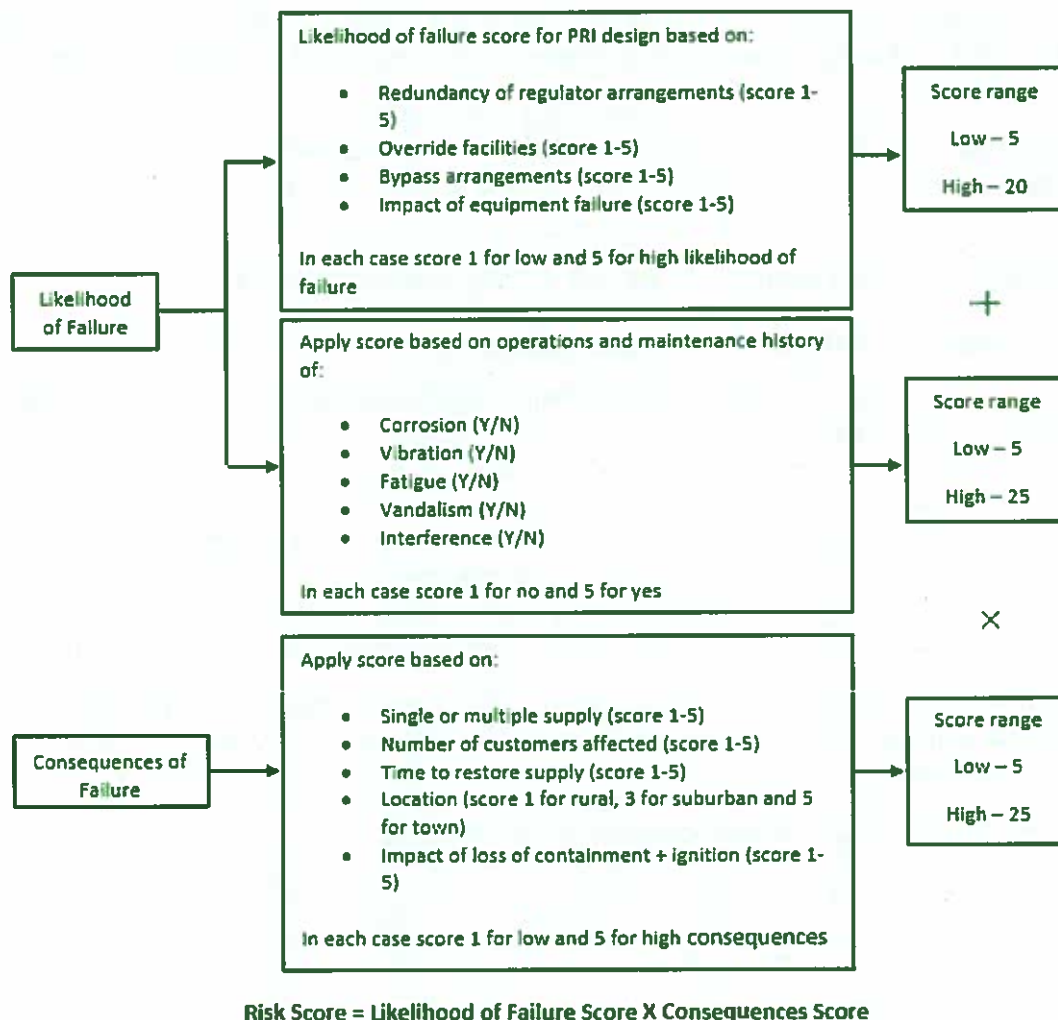 Likelihood of failure score for PRI design based on:
• Redundancy of regulator arrangements (score 1-
5)
• Override facilities (score 1-5)
• Bypass arrangements (score 1-5)
• Impact of equipment failure (score 1-5)
In each case score 1 for low and 5 for high likelihood of
failure
Score range
Low – 5
High – 20
Likelihood
of Failure
+
Apply score based on operations and maintenance history
of:
• Corrosion (Y/N)
• Vibration (Y/N)
• Fatigue (Y/N)
• Vandalism (Y/N)
• Interference (Y/N)
In each case score 1 for no and 5 for yes
Score range
Low – 5
High – 25
×
Apply score based on:
• Single or multiple supply (score 1-5)
• Number of customers affected (score 1-5)
• Time to restore supply (score 1-5)
• Location (score 1 for rural, 3 for suburban and 5
for town)
• Impact of loss of containment + ignition (score 1-
5)
In each case score 1 for low and 5 for high consequences
Consequences of
Failure
Score range
Low – 5
High – 25
Risk Score = Likelihood of Failure Score X Consequences Score